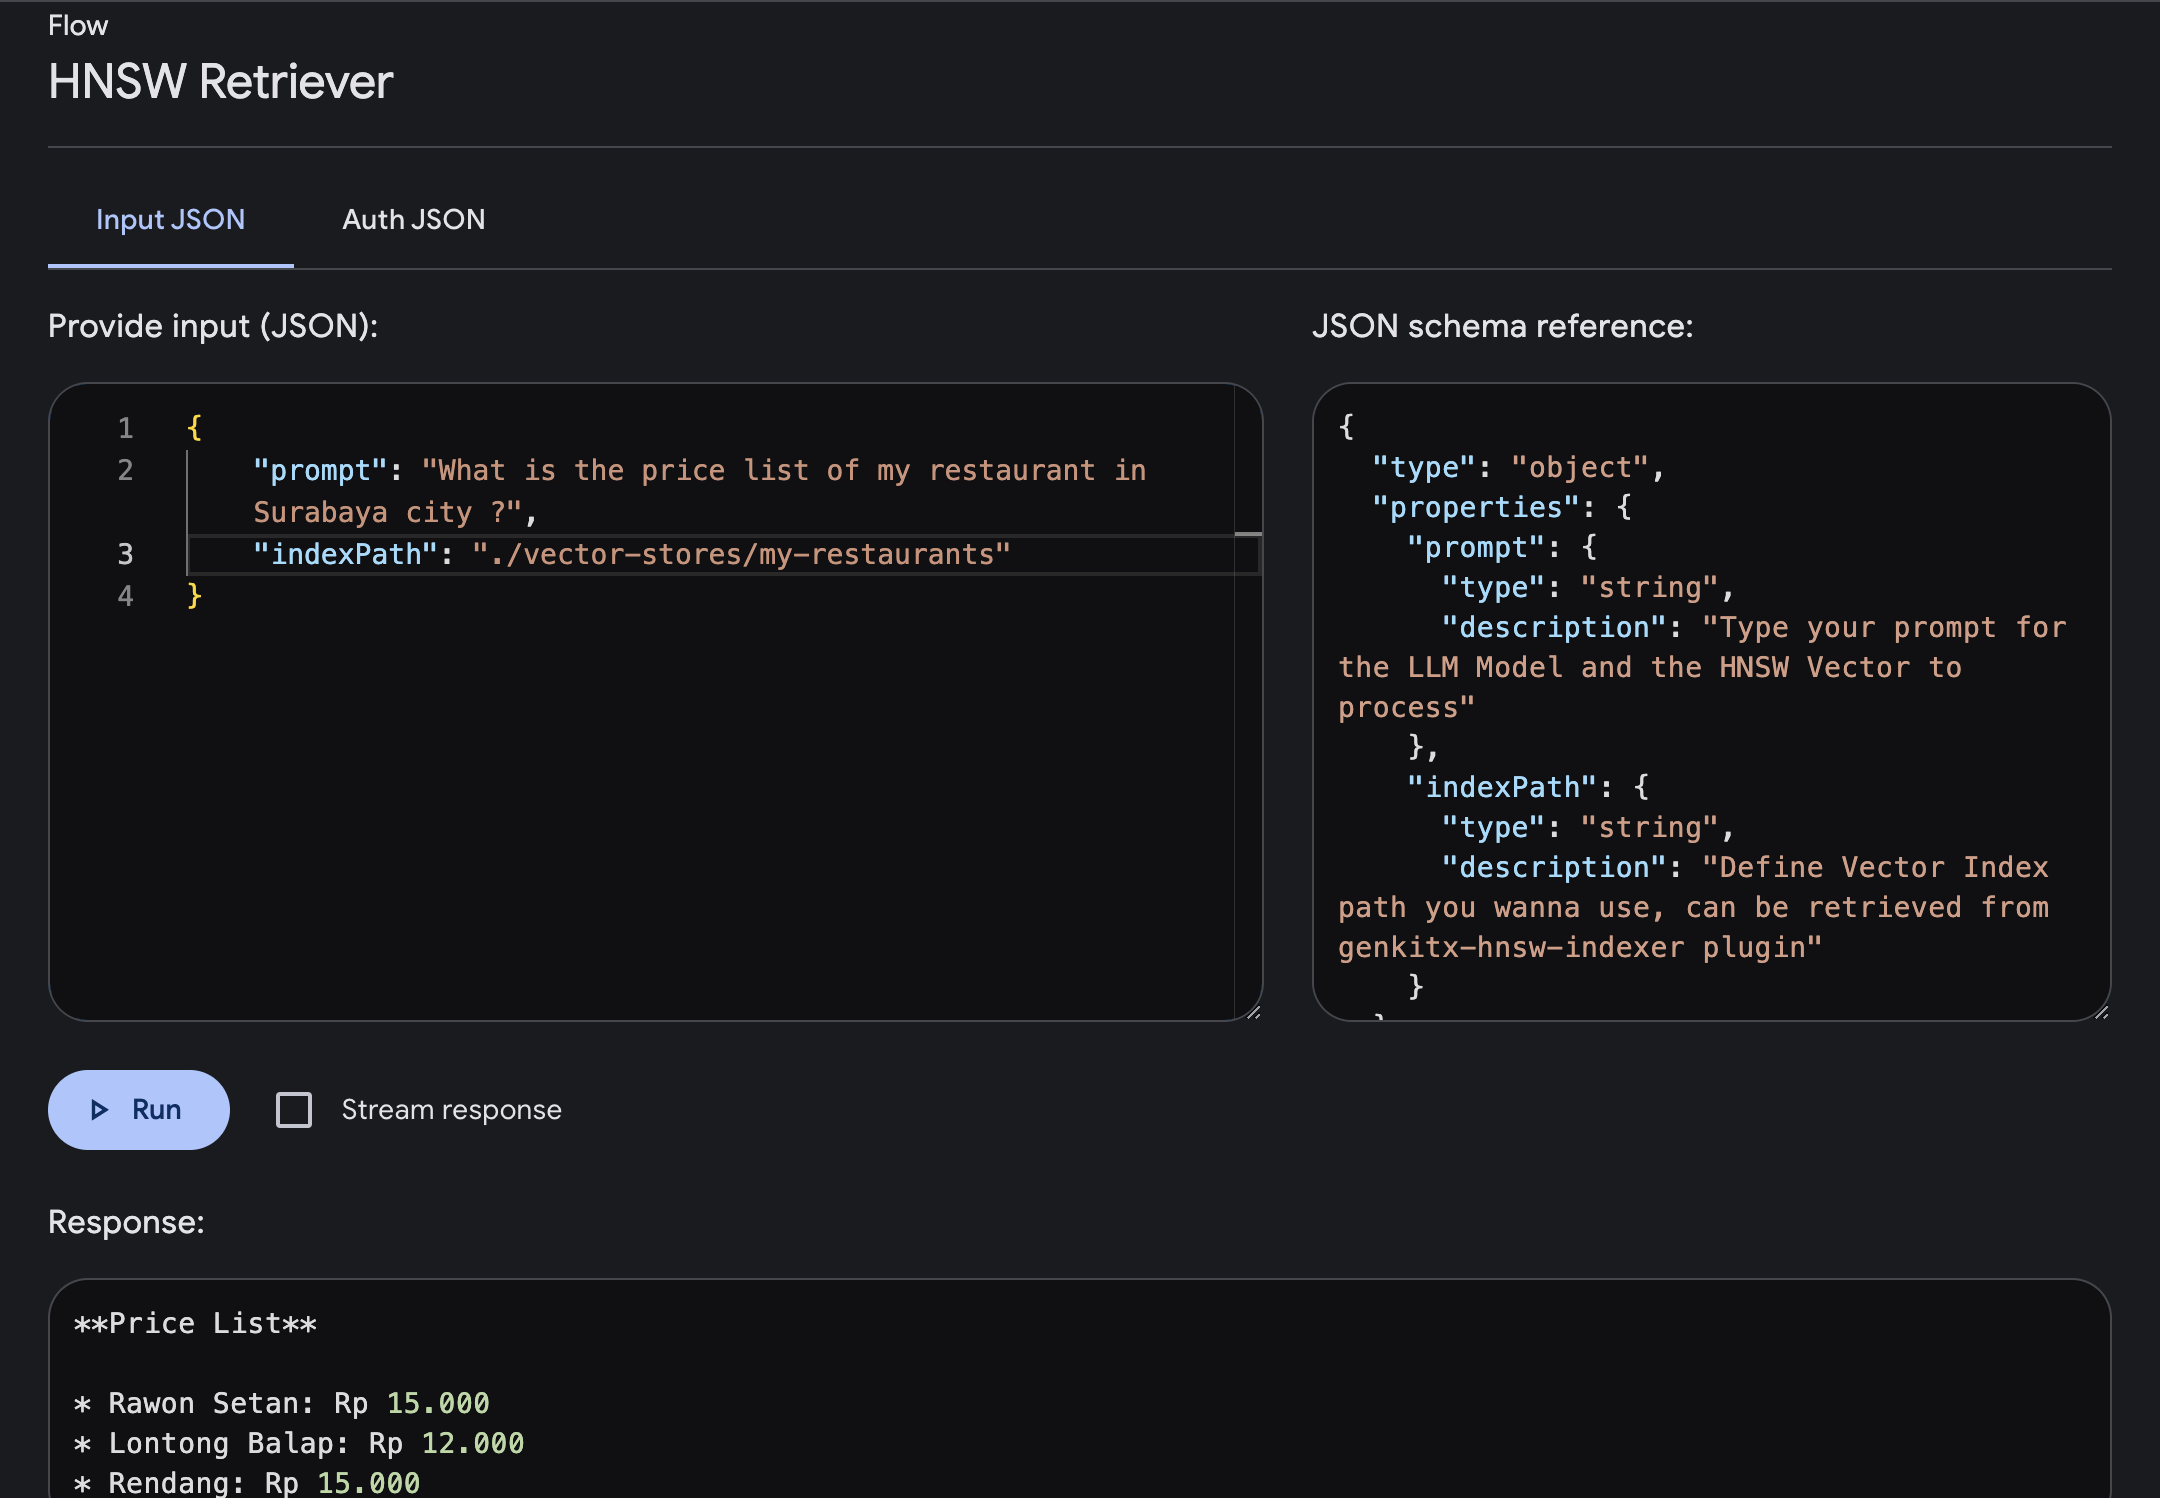 Flow
HNSW Retriever
Input JSON
Auth JSON
Provide input (JSON):
1 {
2 "prompt": "What is the price list of my restaurant in
Surabaya city ?",
3 "indexPath": "./vector-stores/my-restaurants"
4 }
JSON schema reference:
{
"type": "object",
"properties": {
"prompt": {
"type": "string",
"description": "Type your prompt for
the LLM Model and the HNSW Vector to
process"
},
"indexPath": {
"type": "string",
"description": "Define Vector Index
path you wanna use, can be retrieved from
genkitx-hnsw-indexer plugin"
}
Run
Stream response
Response:
**Price List**
* Rawon Setan: Rp 15.000
* Lontong Balap: Rp 12.000
* Rendang: Rp 15.000